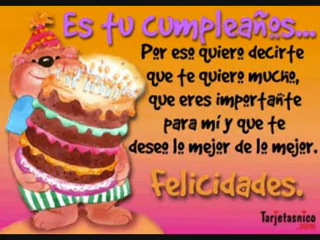 Es tu cumpleaños...
Por eso quiero decirte
que te quiero mucho,
que eres importante
para mí y que te
deseo lo mejor de lo mejor.
Felicidades.
Tarjetasnico
.com